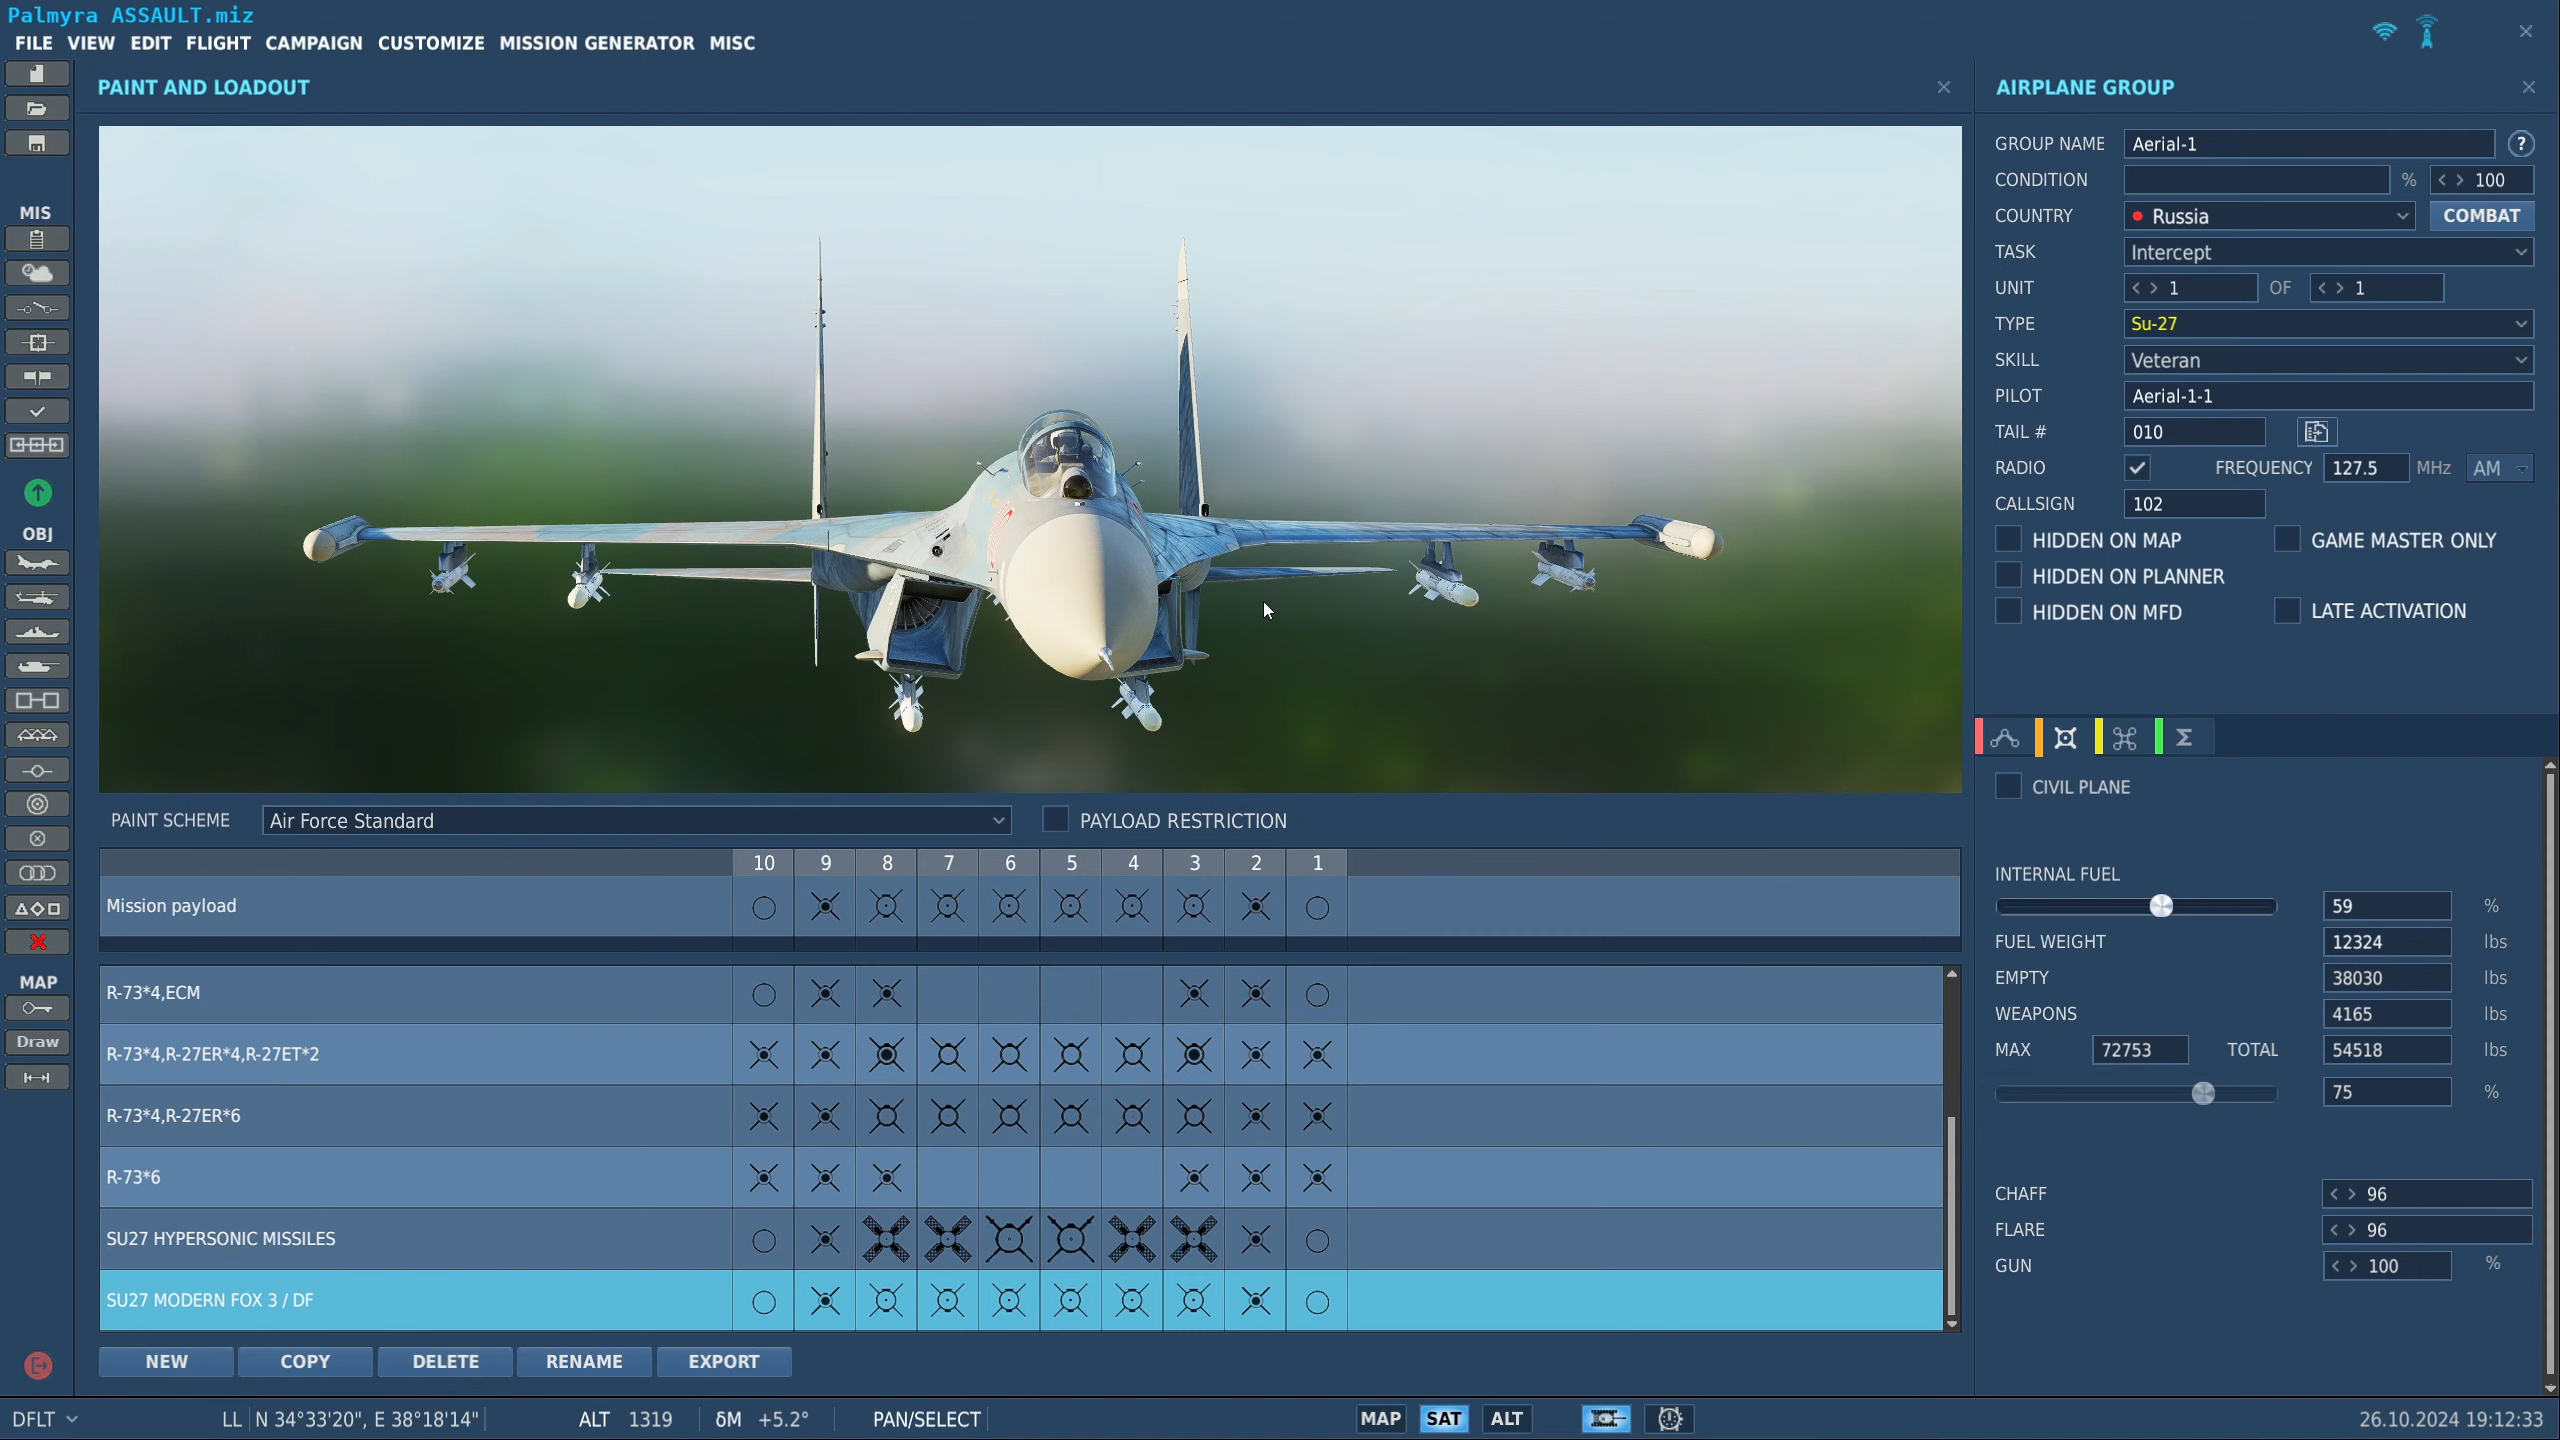 Palmyra ASSAULT.miz
FILE VIEW EDIT FLIGHT CAMPAIGN CUSTOMIZE MISSION GENERATOR MISC
PAINT AND LOADOUT
PAINT SCHEME Air Force Standard PAYLOAD RESTRICTION
10 9 8 7 6 5 4 3 2 1
Mission payload
R-73*4,ECM
R-73*4,R-27ER*4,R-27ET*2
R-73*4,R-27ER*6
R-73*6
SU27 HYPERSONIC MISSILES
SU27 MODERN FOX 3 / DF
NEW COPY DELETE RENAME EXPORT
MIS
OBJ
MAP
Draw
AIRPLANE GROUP
GROUP NAME Aerial-1 ?
CONDITION % < > 100
COUNTRY Russia COMBAT
TASK Intercept
UNIT < > 1 OF < > 1
TYPE Su-27
SKILL Veteran
PILOT Aerial-1-1
TAIL # 010
RADIO FREQUENCY 127.5 MHz AM
CALLSIGN 102
HIDDEN ON MAP GAME MASTER ONLY
HIDDEN ON PLANNER
HIDDEN ON MFD LATE ACTIVATION
Σ
CIVIL PLANE
INTERNAL FUEL
59 %
FUEL WEIGHT 12324 lbs
EMPTY 38030 lbs
WEAPONS 4165 lbs
MAX 72753 TOTAL 54518 lbs
75 %
CHAFF < > 96
FLARE < > 96
GUN < > 100 %
DFLT LL N 34°33'20", E 38°18'14" ALT 1319 δM +5.2° PAN/SELECT MAP SAT ALT 26.10.2024 19:12:33